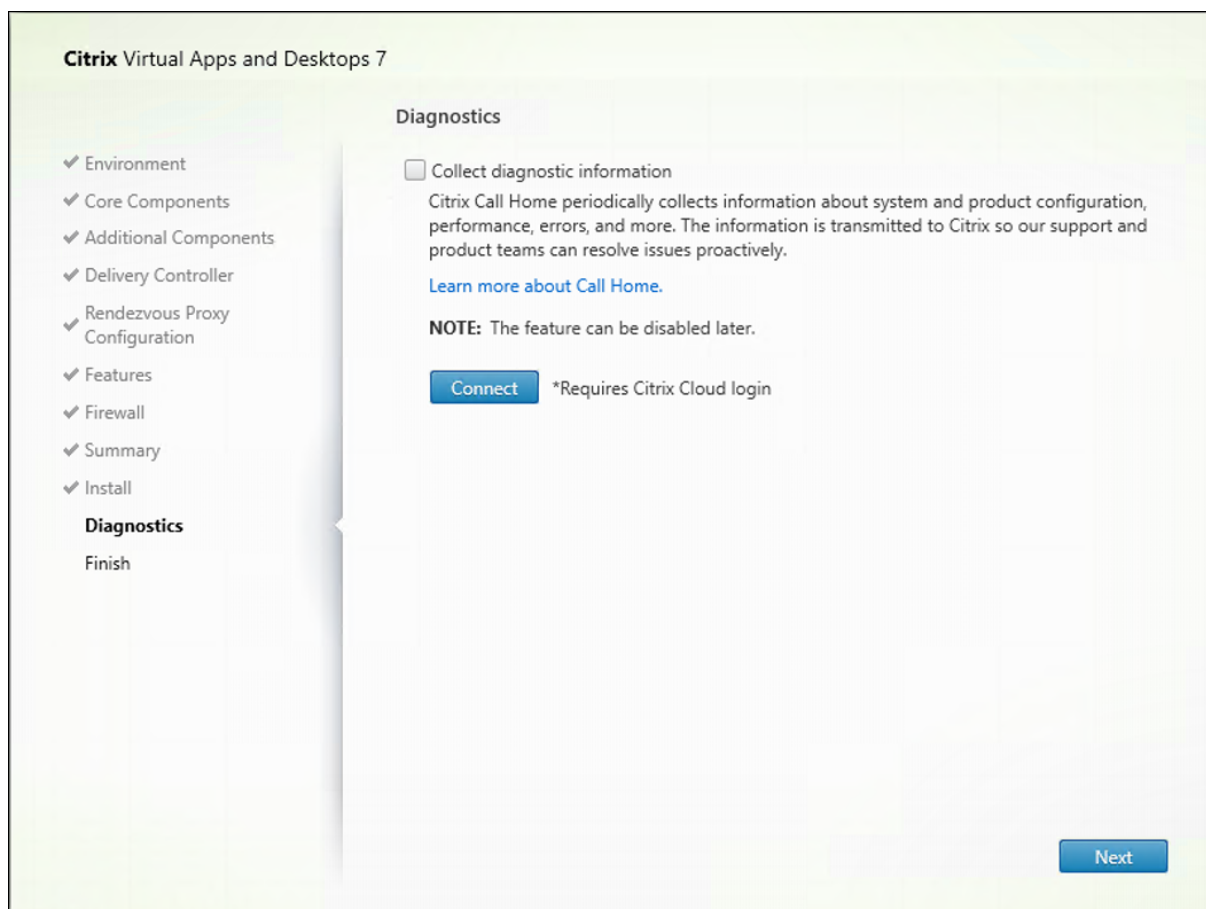 Citrix Virtual Apps and Desktops 7
Environment
Core Components
Additional Components
Delivery Controller
Rendezvous Proxy
Configuration
Features
Firewall
Summary
Install
Diagnostics
Finish
Diagnostics
Collect diagnostic information
Citrix Call Home periodically collects information about system and product configuration,
performance, errors, and more. The information is transmitted to Citrix so our support and
product teams can resolve issues proactively.
Learn more about Call Home.
NOTE: The feature can be disabled later.
Connect *Requires Citrix Cloud login
Next